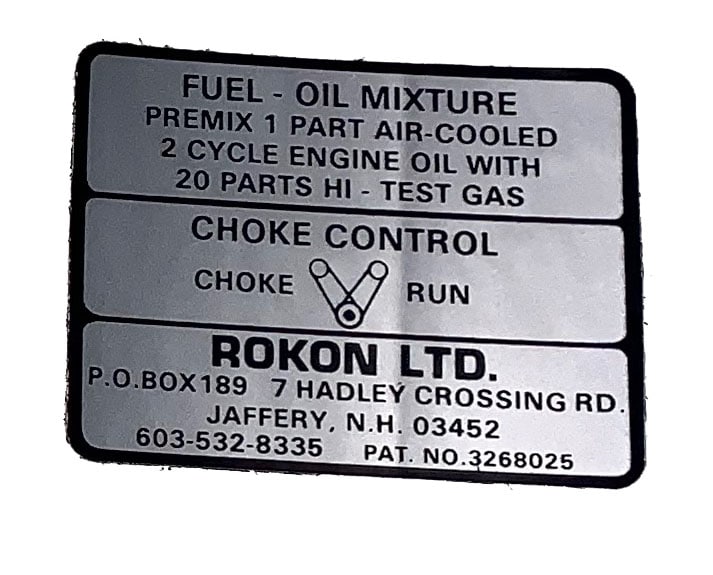 FUEL - OIL MIXTURE
PREMIX 1 PART AIR-COOLED
2 CYCLE ENGINE OIL WITH
20 PARTS HI - TEST GAS
CHOKE CONTROL
CHOKE RUN
ROKON LTD.
P.O.BOX189 7 HADLEY CROSSING RD.
JAFFERY, N.H. 03452
603-532-8335 PAT. NO.3268025